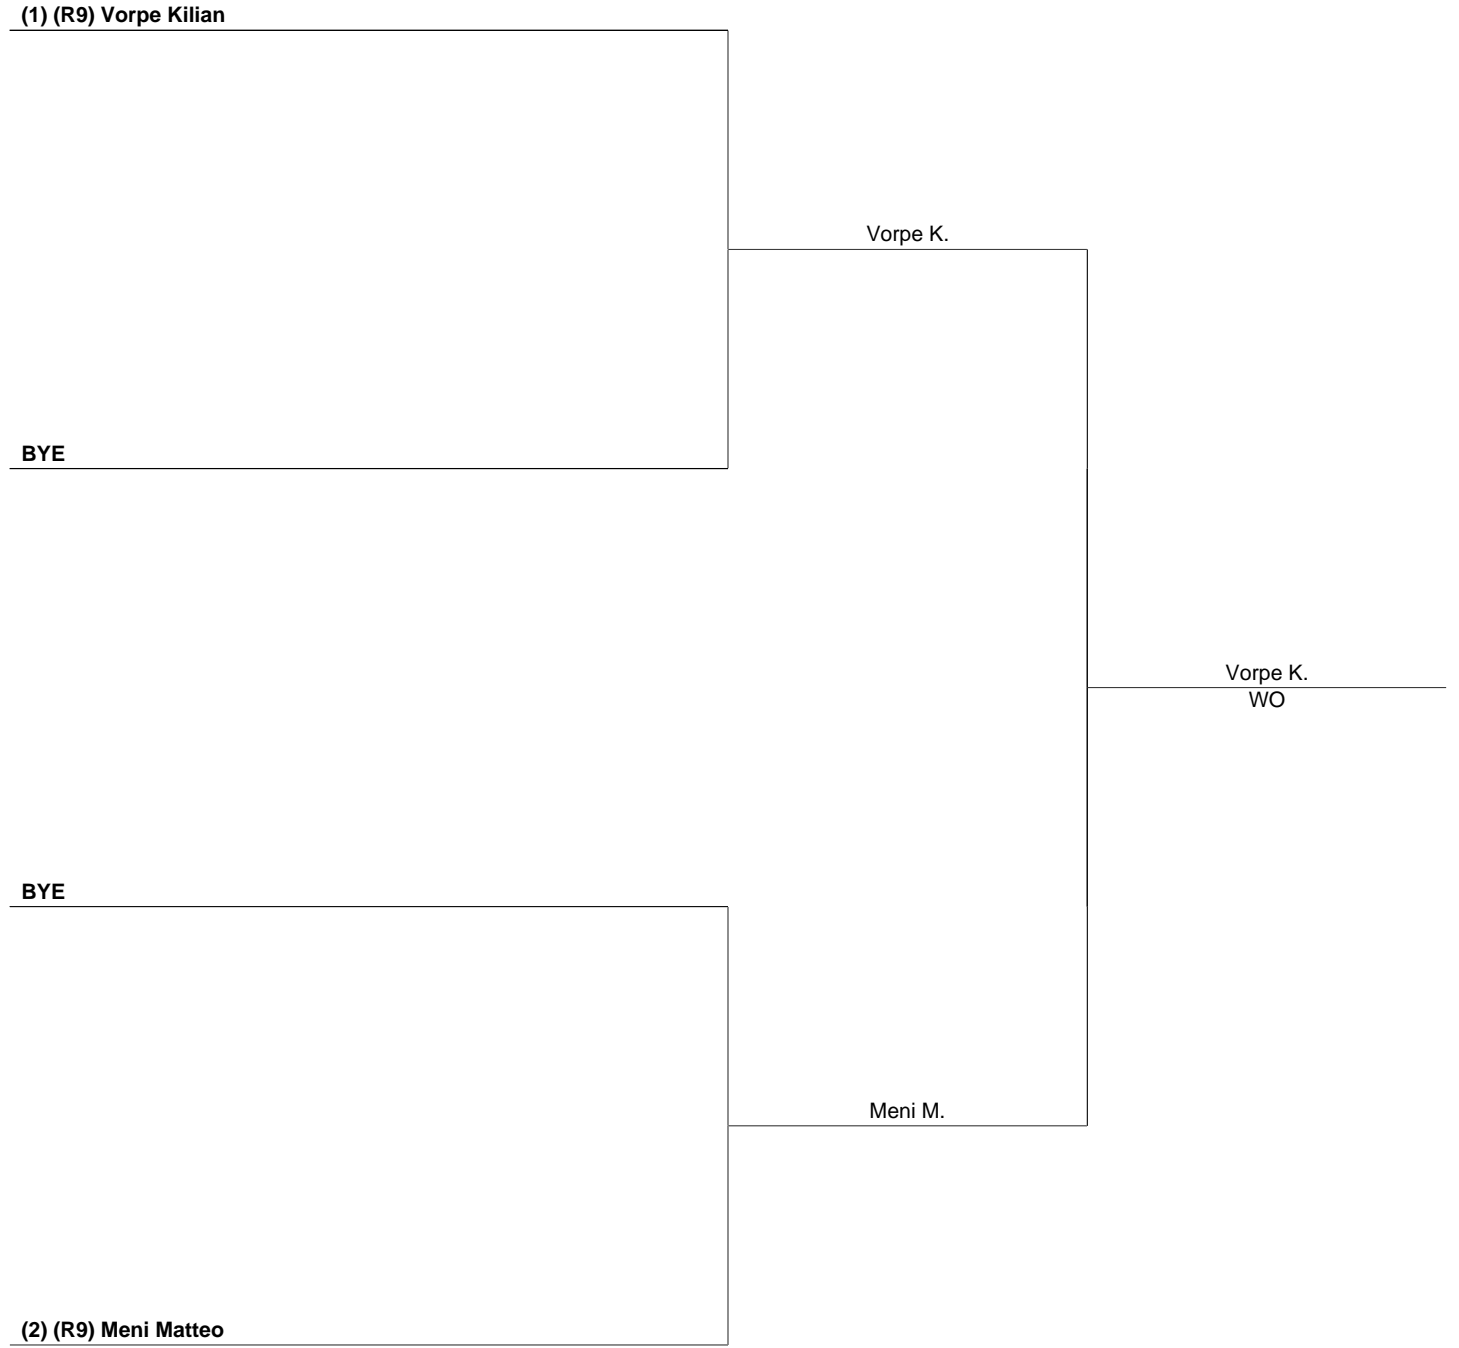 (1) (R9) Vorpe Kilian
Vorpe K.
BYE
Vorpe K.
WO
BYE
Meni M.
(2) (R9) Meni Matteo